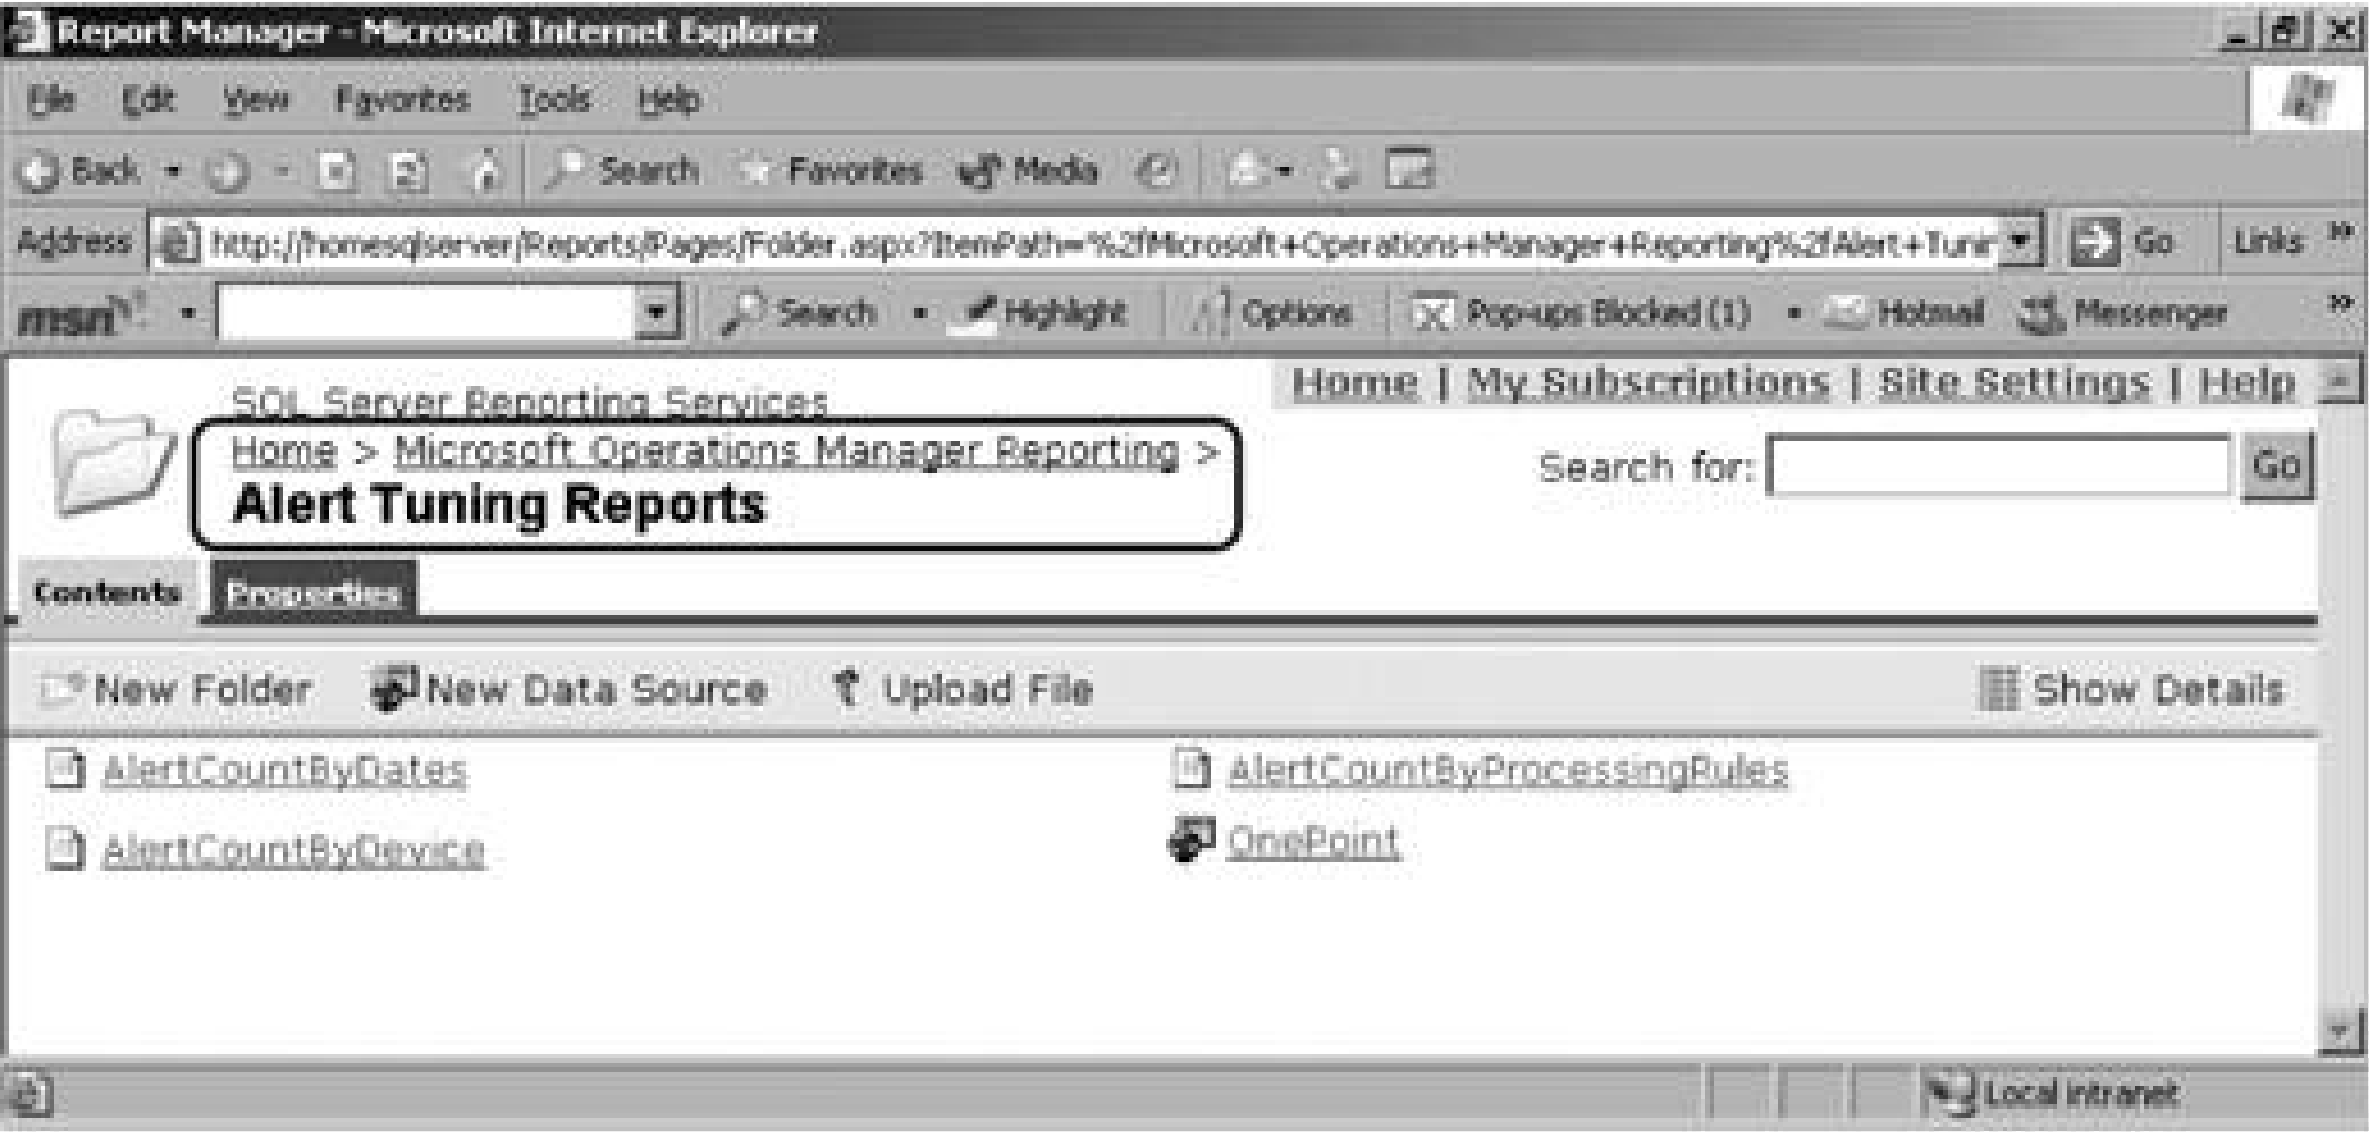 Report Manager - Microsoft Internet Explorer
File Edit View Favorites Tools Help
Back Search Favorites Media
Address http://homesqlserver/Reports/Pages/Folder.aspx?ItemPath=%2fMicrosoft+Operations+Manager+Reporting%2fAlert+Tunin Go Links »
msn Search Highlight Options Pop-ups Blocked (1) Hotmail Messenger »
Home | My Subscriptions | Site Settings | Help
SQL Server Reporting Services
Home > Microsoft Operations Manager Reporting >
Search for: Go
Alert Tuning Reports
Contents Properties
New Folder New Data Source Upload File Show Details
AlertCountByDates AlertCountByProcessingRules
AlertCountByDevice OnePoint
Local intranet